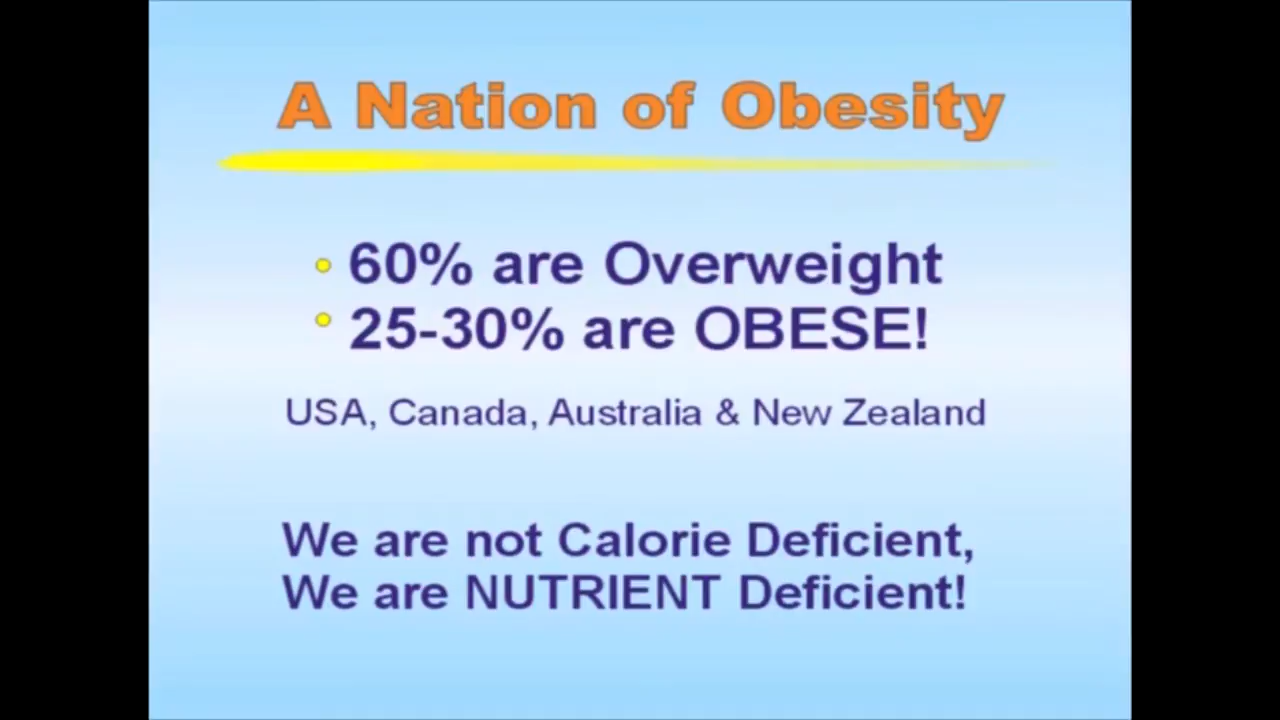 A Nation of Obesity
60% are Overweight
25-30% are OBESE!
USA, Canada, Australia & New Zealand
We are not Calorie Deficient,
We are NUTRIENT Deficient!